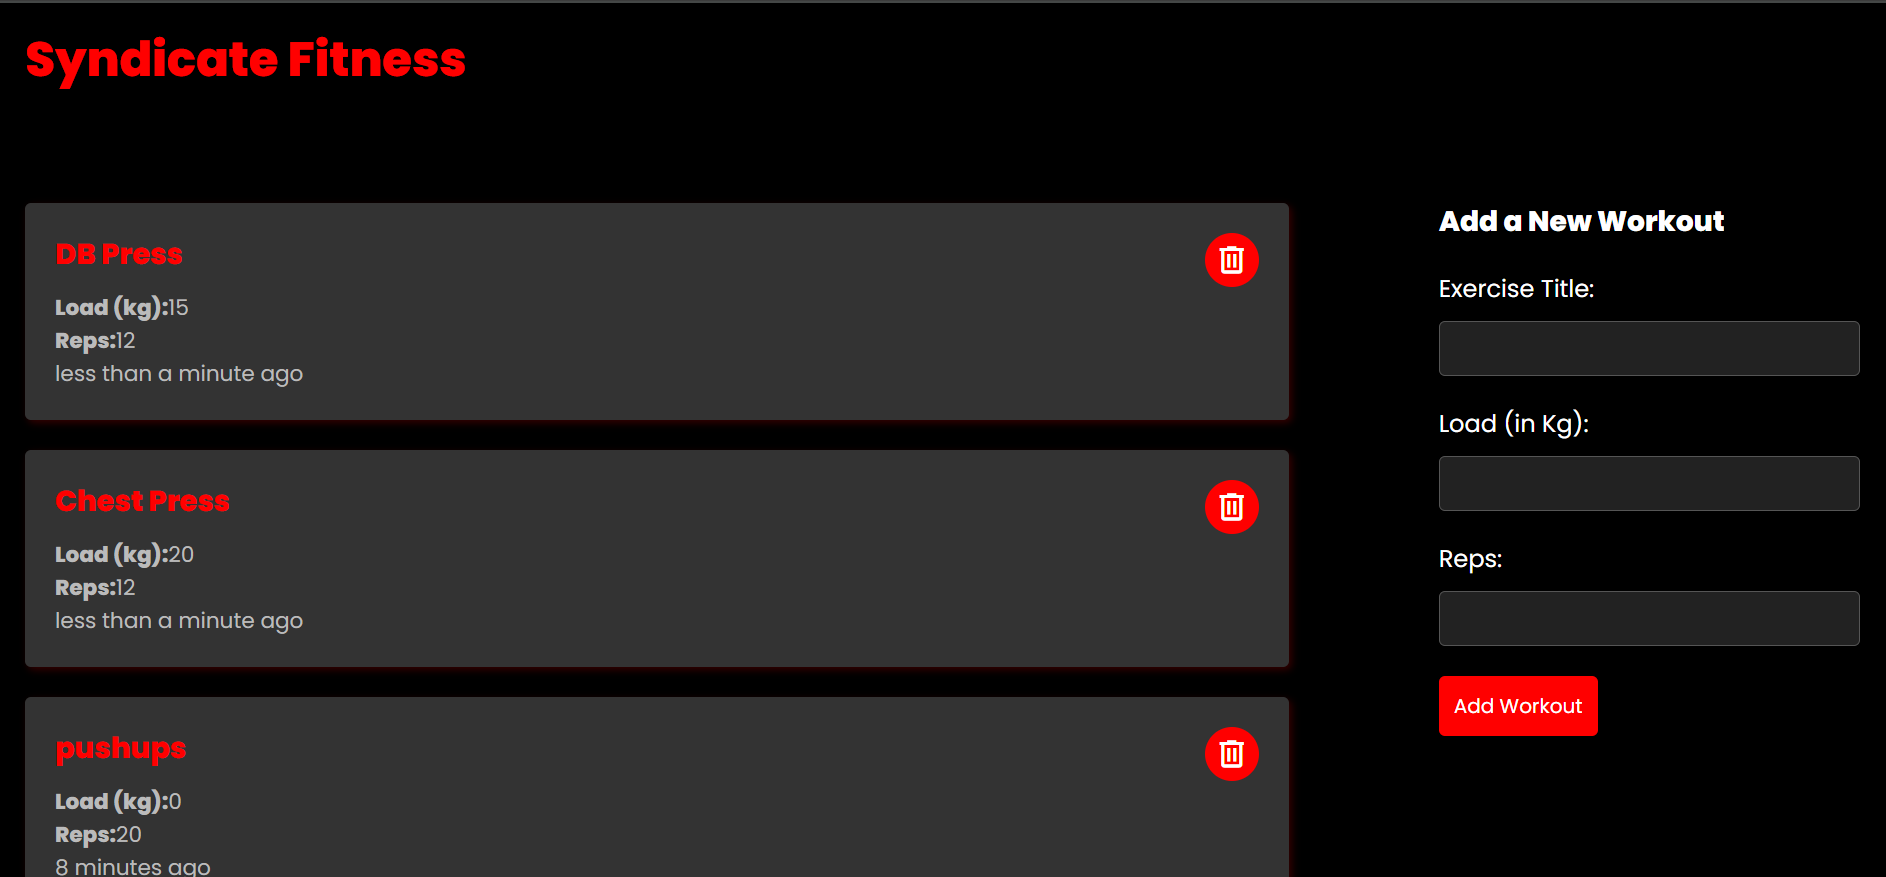 Syndicate Fitness
DB Press
Load (kg):15
Reps:12
less than a minute ago
Chest Press
Load (kg):20
Reps:12
less than a minute ago
pushups
Load (kg):0
Reps:20
8 minutes ago
Add a New Workout
Exercise Title:
Load (in Kg):
Reps:
Add Workout